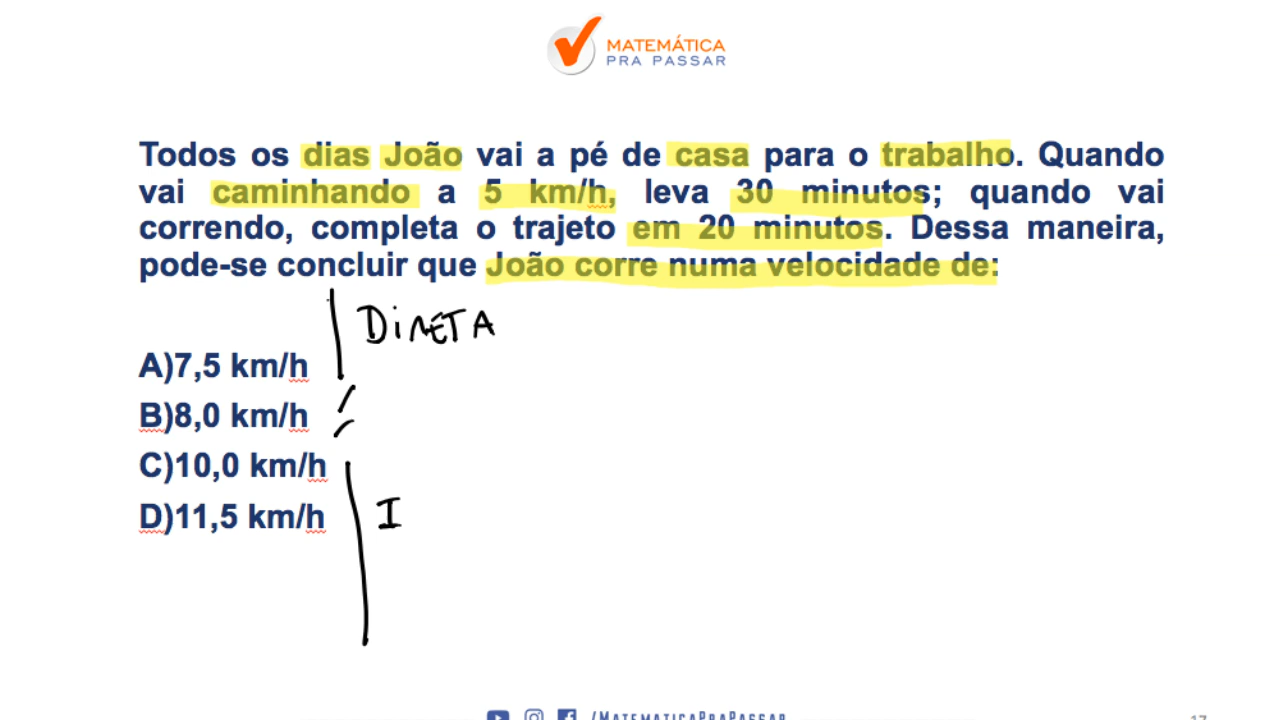 MATEMÁTICA
PRA PASSAR
Todos os dias João vai a pé de casa para o trabalho. Quando
vai caminhando a 5 km/h, leva 30 minutos; quando vai
correndo, completa o trajeto em 20 minutos. Dessa maneira,
pode-se concluir que João corre numa velocidade de:
DiRETA
A)7,5 km/h
B)8,0 km/h
C)10,0 km/h
D)11,5 km/h
I
/MATEMATICAPRAPASSAR
17